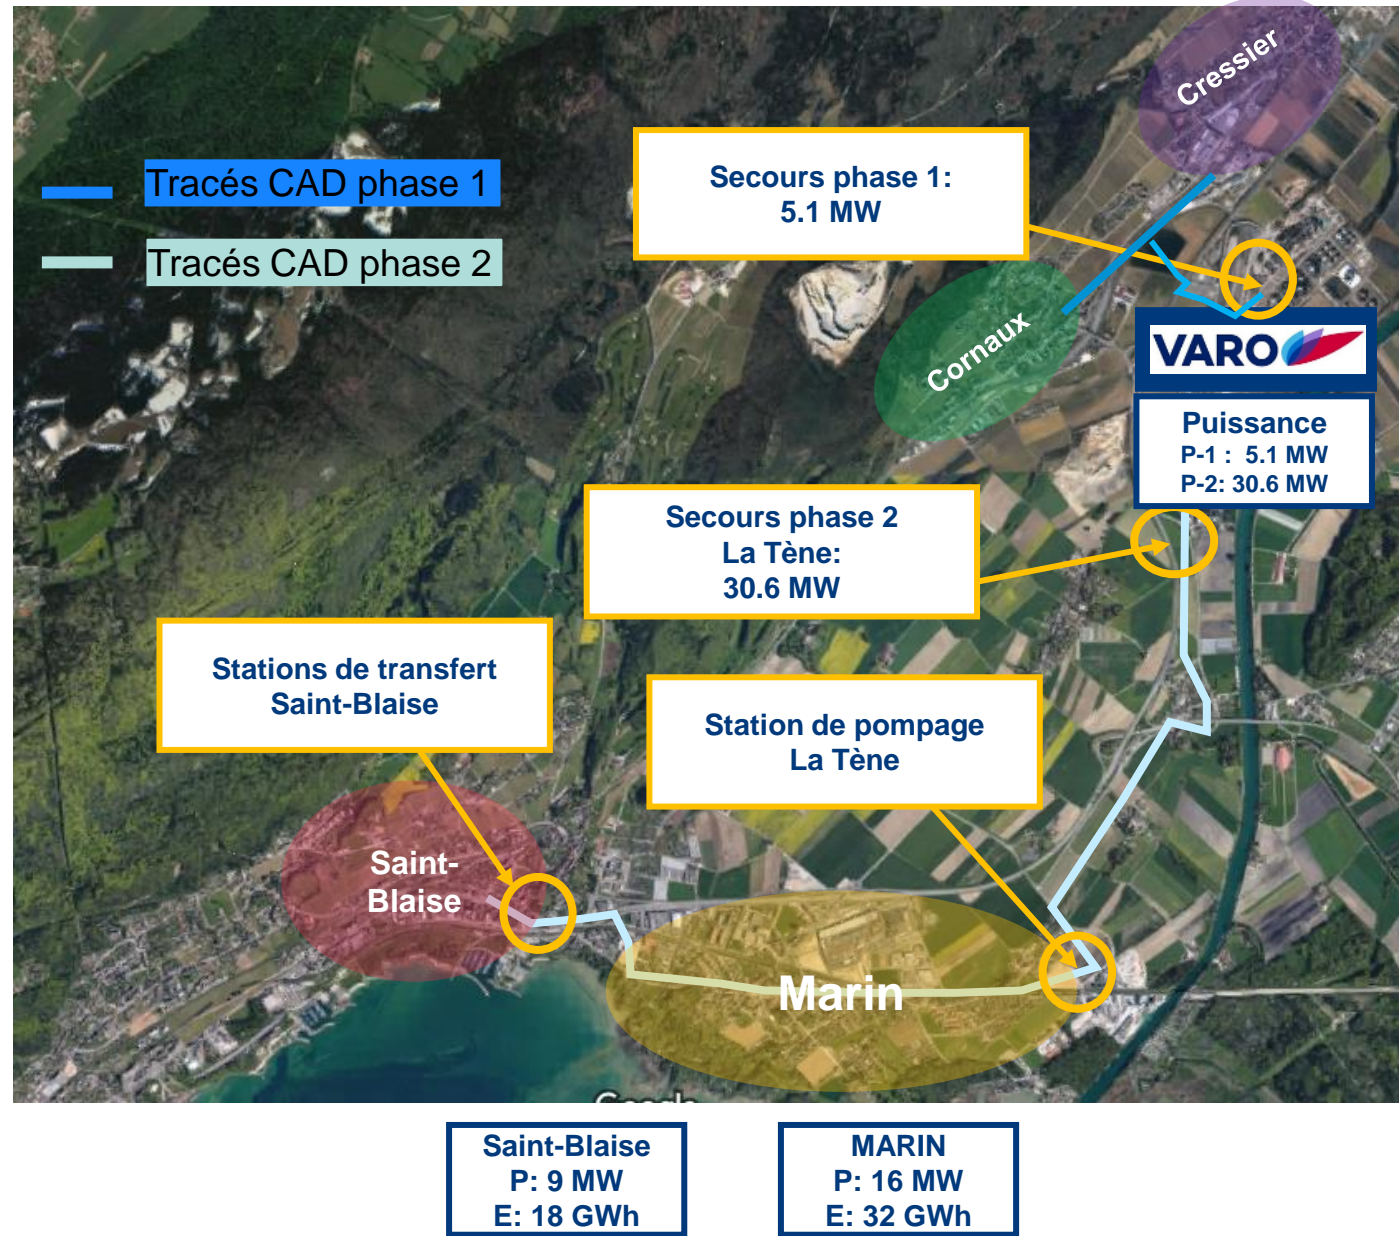 Cressier
Tracés CAD phase 1
Tracés CAD phase 2
Secours phase 1:
5.1 MW
Cornaux
VARO
Puissance
P-1 : 5.1 MW
P-2: 30.6 MW
Secours phase 2
La Tène:
30.6 MW
Stations de transfert
Saint-Blaise
Station de pompage
La Tène
Saint-
Blaise
Marin
Google
Saint-Blaise
P: 9 MW
E: 18 GWh
MARIN
P: 16 MW
E: 32 GWh